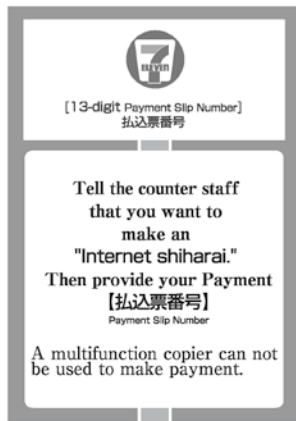 7
ELEVEN
[13-digit Payment Slip Number]
払込票番号
Tell the counter staff
that you want to
make an
"Internet shiharai."
Then provide your Payment
【払込票番号】
Payment Slip Number
A multifunction copier can not
be used to make payment.